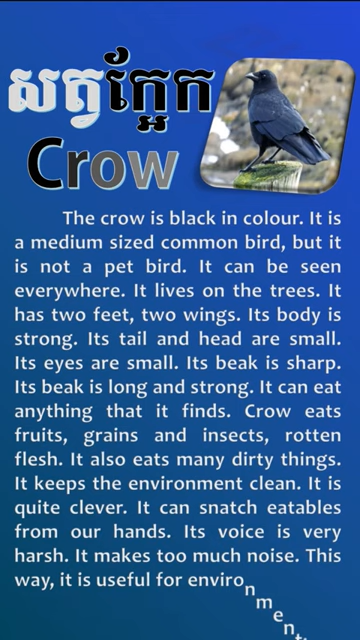 សត្វក្អែក
Crow
The crow is black in colour. It is
a medium sized common bird, but it
is not a pet bird. It can be seen
everywhere. It lives on the trees. It
has two feet, two wings. Its body is
strong. Its tail and head are small.
Its eyes are small. Its beak is sharp.
Its beak is long and strong. It can eat
anything that it finds. Crow eats
fruits, grains and insects, rotten
flesh. It also eats many dirty things.
It keeps the environment clean. It is
quite clever. It can snatch eatables
from our hands. Its voice is very
harsh. It makes too much noise. This
way, it is useful for environment.